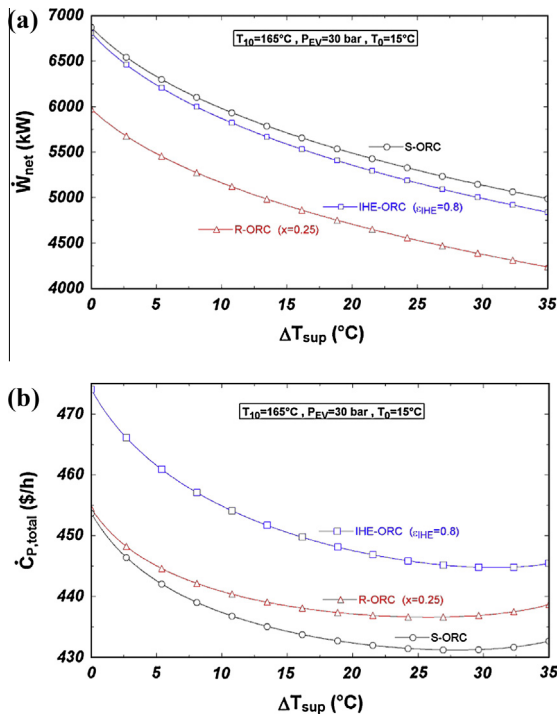 (a)
7000
6500
6000
5500
5000
4500
4000
Ẇnet (kW)
T10=165°C , PEV=30 bar , T0=15°C
S-ORC
IHE-ORC (εIHE=0.8)
R-ORC (x=0.25)
0 5 10 15 20 25 30 35
ΔTsup (°C)
(b)
470
460
450
440
430
ĊP,total ($/h)
T10=165°C , PEV=30 bar , T0=15°C
IHE-ORC (εIHE=0.8)
R-ORC (x=0.25)
S-ORC
0 5 10 15 20 25 30 35
ΔTsup (°C)